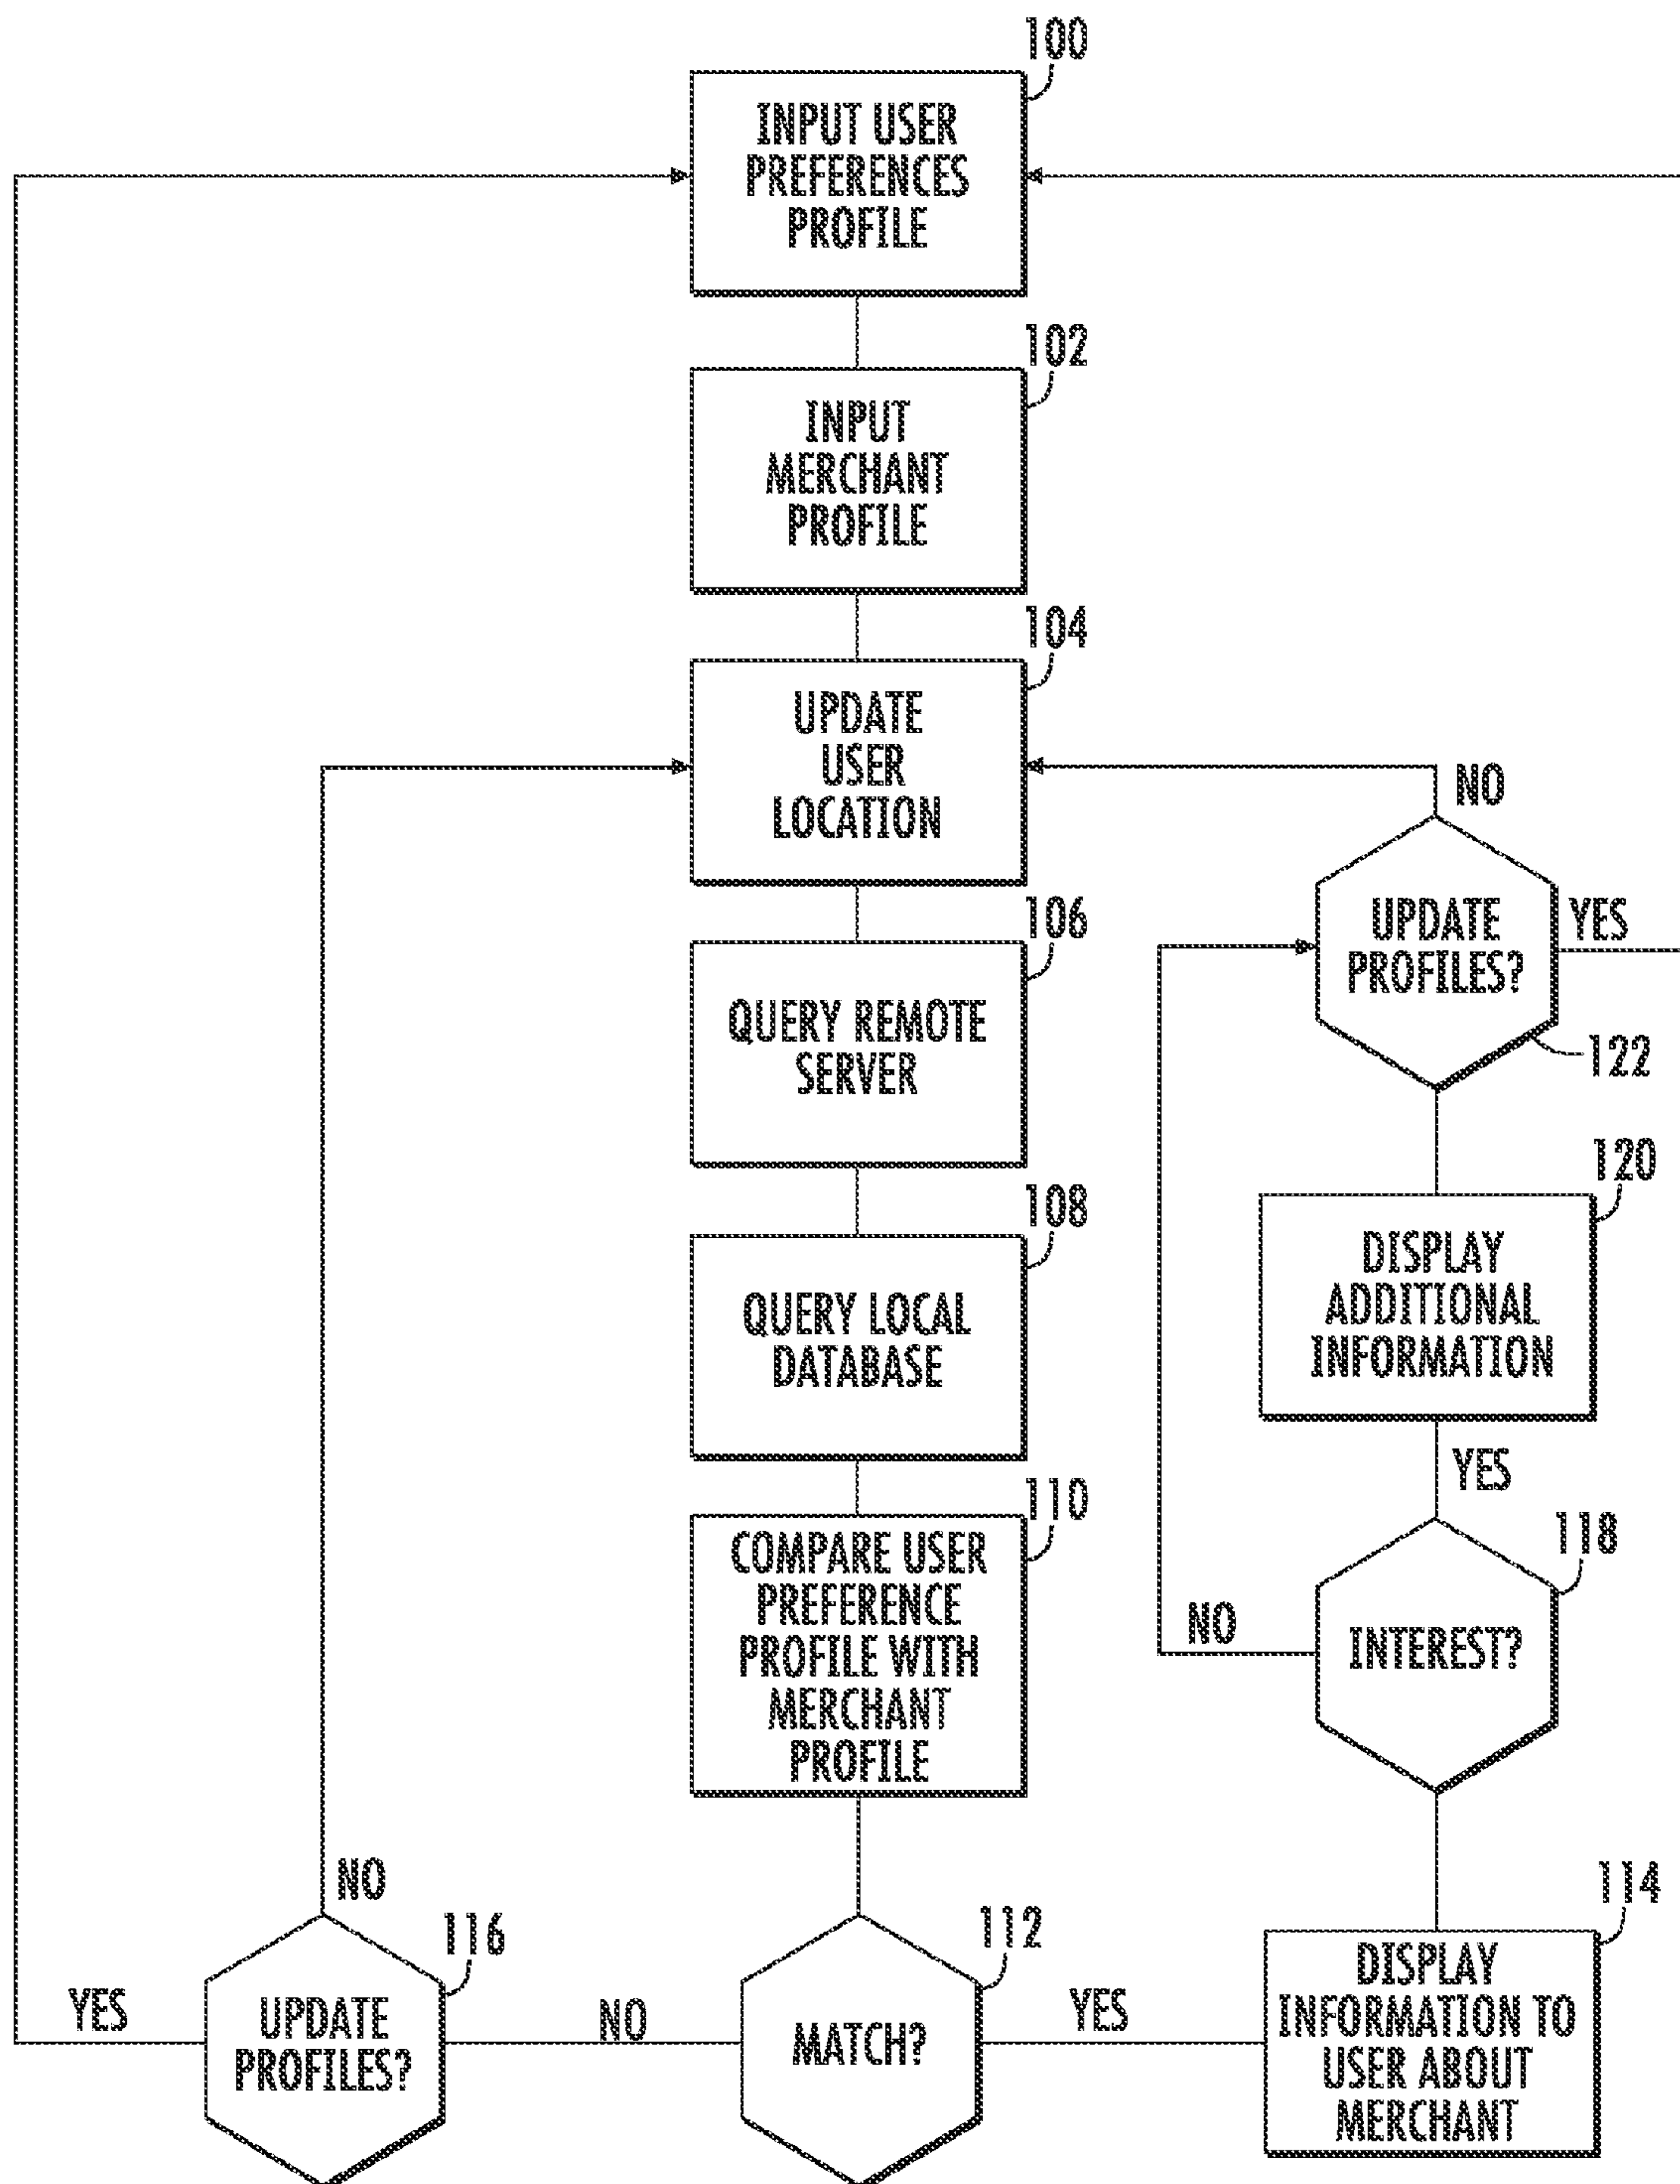 100
INPUT USER
PREFERENCES
PROFILE
102
INPUT
MERCHANT
PROFILE
104
UPDATE
USER
LOCATION
NO
106
UPDATE
PROFILES?
YES
QUERY REMOTE
SERVER
122
108
120
QUERY LOCAL
DATABASE
DISPLAY
ADDITIONAL
INFORMATION
YES
110
COMPARE USER
PREFERENCE
PROFILE WITH
MERCHANT
PROFILE
118
NO
INTEREST?
NO
116
112
114
YES
UPDATE
PROFILES?
NO
MATCH?
YES
DISPLAY
INFORMATION TO
USER ABOUT
MERCHANT